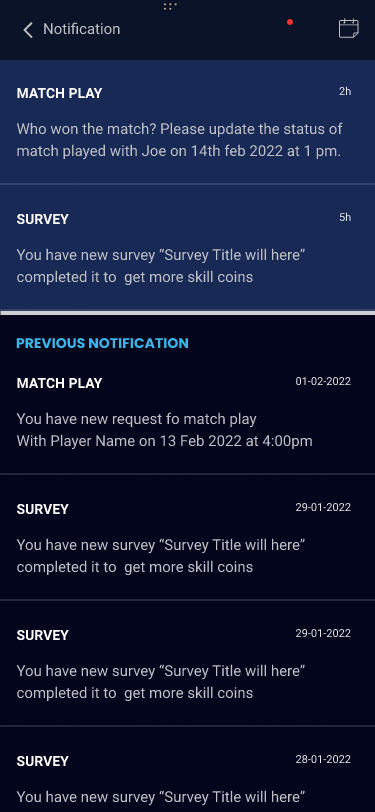 Notification
MATCH PLAY
2h
Who won the match? Please update the status of
match played with Joe on 14th feb 2022 at 1 pm.
SURVEY
5h
You have new survey “Survey Title will here”
completed it to  get more skill coins
PREVIOUS NOTIFICATION
MATCH PLAY
01-02-2022
You have new request fo match play
With Player Name on 13 Feb 2022 at 4:00pm
SURVEY
29-01-2022
You have new survey “Survey Title will here”
completed it to  get more skill coins
SURVEY
29-01-2022
You have new survey “Survey Title will here”
completed it to  get more skill coins
SURVEY
28-01-2022
You have new survey “Survey Title will here”